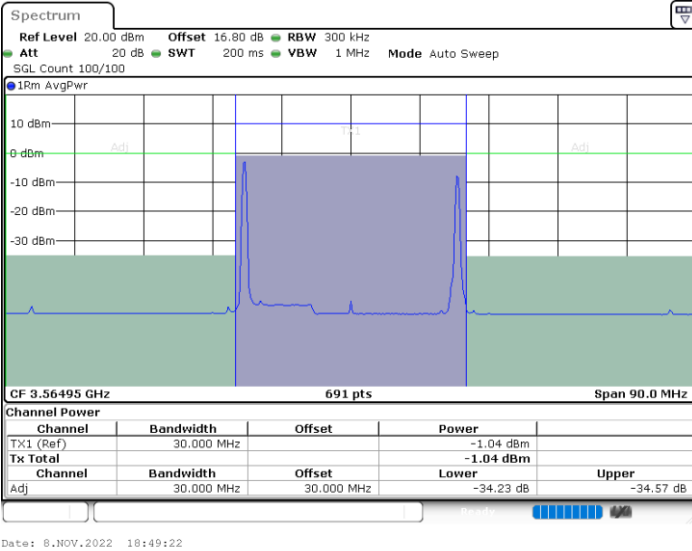 Spectrum
Ref Level 20.00 dBm Offset 16.80 dB RBW 300 kHz
Att 20 dB SWT 200 ms VBW 1 MHz Mode Auto Sweep
SGL Count 100/100
1Rm AvgPwr
10 dBm
TX1
Adj Adj
0 dBm
-10 dBm
-20 dBm
-30 dBm
CF 3.56495 GHz 691 pts Span 90.0 MHz
Channel Power
Channel Bandwidth Offset Power
TX1 (Ref) 30.000 MHz -1.04 dBm
Tx Total -1.04 dBm
Channel Bandwidth Offset Lower Upper
Adj 30.000 MHz 30.000 MHz -34.23 dB -34.57 dB
Ready
Date: 8.NOV.2022 18:49:22